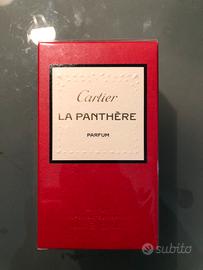 Cartier
LA PANTHÈRE
PARFUM
subito